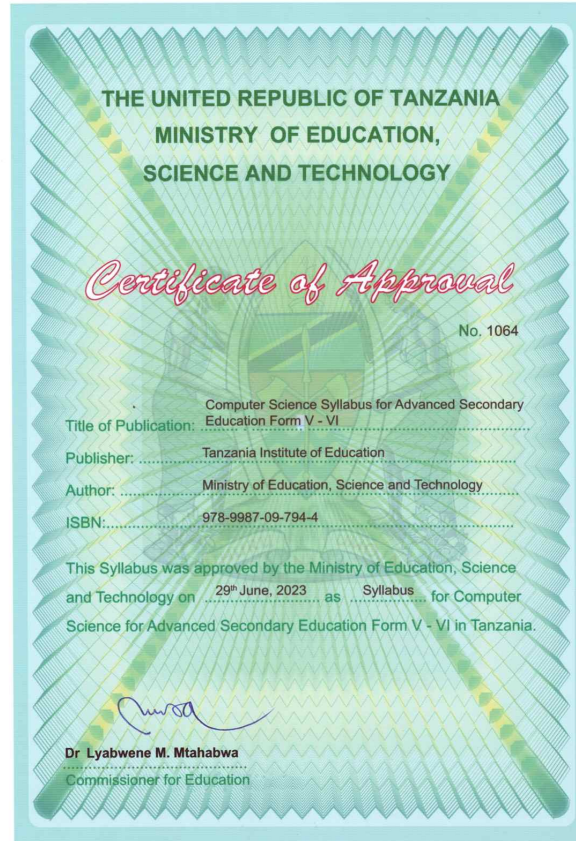 THE UNITED REPUBLIC OF TANZANIA
MINISTRY OF EDUCATION,
SCIENCE AND TECHNOLOGY
Certificate of Approval
No. 1064
Title of Publication: Computer Science Syllabus for Advanced Secondary
Education Form V - VI
Publisher: Tanzania Institute of Education
Author: Ministry of Education, Science and Technology
ISBN: 978-9987-09-794-4
This Syllabus was approved by the Ministry of Education, Science
and Technology on 29th June, 2023 as Syllabus for Computer
Science for Advanced Secondary Education Form V - VI in Tanzania.
Dr Lyabwene M. Mtahabwa
Commissioner for Education